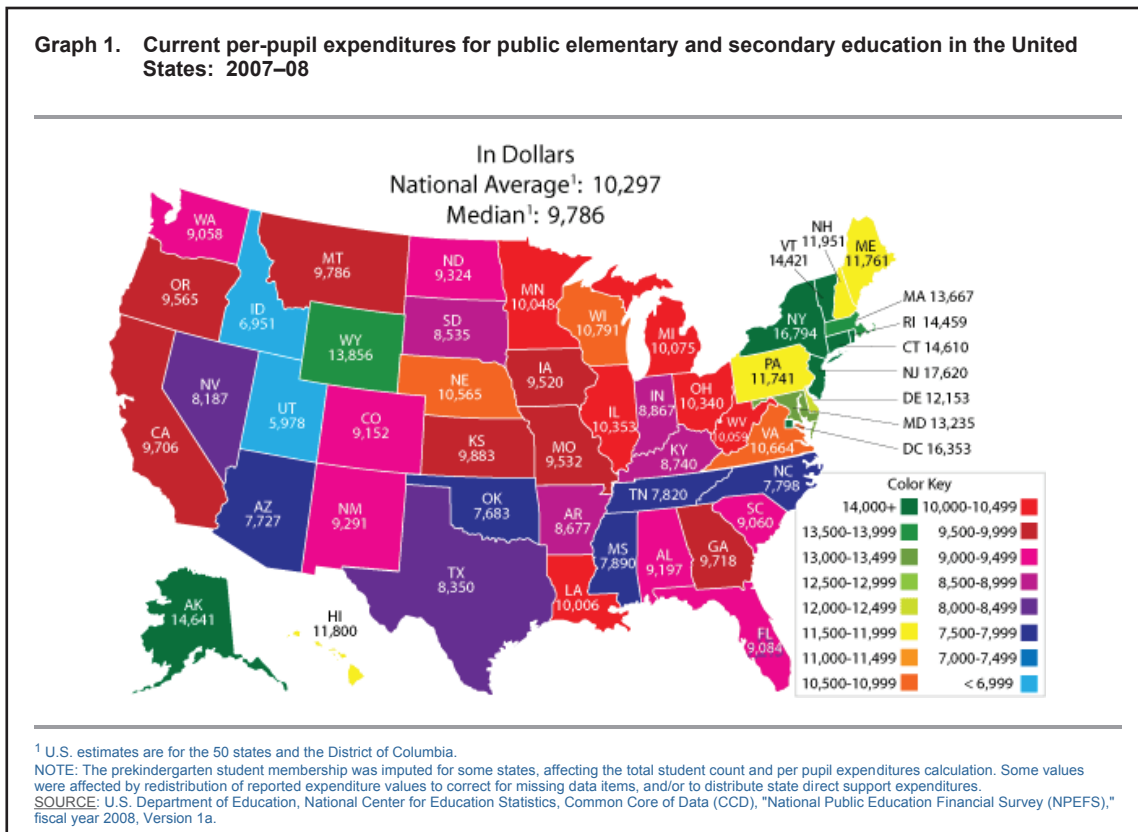 Graph 1. Current per-pupil expenditures for public elementary and secondary education in the United
States: 2007–08
In Dollars
National Average¹: 10,297
Median¹: 9,786
WA
9,058
OR
9,565
CA
9,706
ID
6,951
NV
8,187
MT
9,786
WY
13,856
UT
5,978
AZ
7,727
CO
9,152
NM
9,291
ND
9,324
SD
8,535
NE
10,565
KS
9,883
OK
7,683
TX
8,350
MN
10,048
IA
9,520
MO
9,532
AR
8,677
LA
10,006
WI
10,791
IL
10,353
MI
10,075
IN
8,867
OH
10,340
KY
8,740
WV
10,059
VA
10,664
TN 7,820
NC
7,798
MS
7,890
AL
9,197
GA
9,718
SC
9,060
FL
9,084
PA
11,741
NY
16,794
VT
14,421
NH
11,951
ME
11,761
MA 13,667
RI 14,459
CT 14,610
NJ 17,620
DE 12,153
MD 13,235
DC 16,353
AK
14,641
HI
11,800
Color Key
14,000+ 10,000-10,499
13,500-13,999 9,500-9,999
13,000-13,499 9,000-9,499
12,500-12,999 8,500-8,999
12,000-12,499 8,000-8,499
11,500-11,999 7,500-7,999
11,000-11,499 7,000-7,499
10,500-10,999 < 6,999
¹ U.S. estimates are for the 50 states and the District of Columbia.
NOTE: The prekindergarten student membership was imputed for some states, affecting the total student count and per pupil expenditures calculation. Some values
were affected by redistribution of reported expenditure values to correct for missing data items, and/or to distribute state direct support expenditures.
SOURCE: U.S. Department of Education, National Center for Education Statistics, Common Core of Data (CCD), "National Public Education Financial Survey (NPEFS),"
fiscal year 2008, Version 1a.